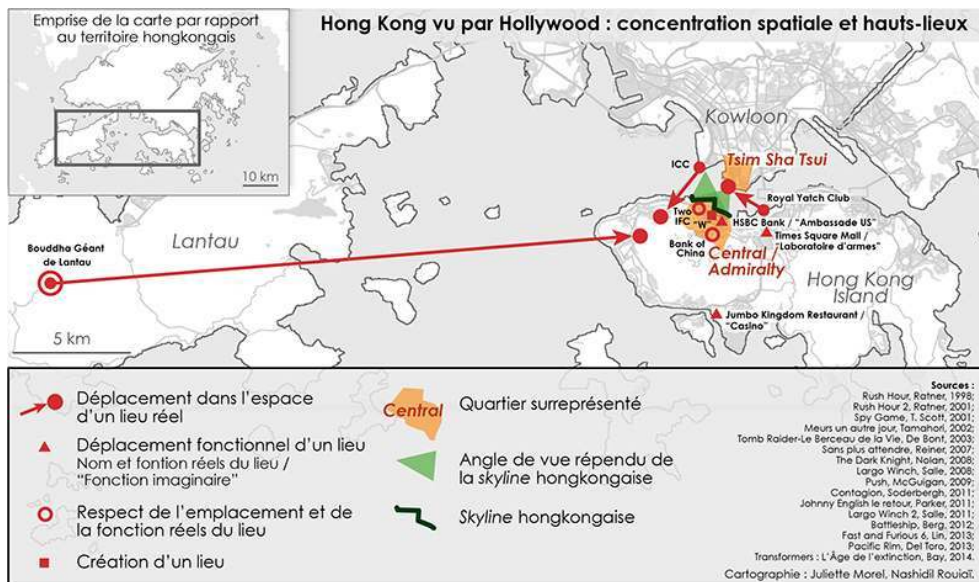 Emprise de la carte par rapport
au territoire hongkongais
10 km
Hong Kong vu par Hollywood : concentration spatiale et hauts-lieux
Kowloon
Tsim Sha Tsui
ICC
Royal Yatch Club
Two
IFC
"W"
HSBC Bank / "Ambassade US"
Times Square Mall /
"Laboratoire d'armes"
Bank of
China
Central /
Admiralty
Hong Kong
Island
Jumbo Kingdom Restaurant /
"Casino"
Lantau
Bouddha Géant
de Lantau
5 km
Déplacement dans l'espace
d'un lieu réel
Déplacement fonctionnel d'un lieu
Nom et fontion réels du lieu /
"Fonction imaginaire"
Respect de l'emplacement et de
la fonction réels du lieu
Création d'un lieu
Central
Quartier surreprésenté
Angle de vue répendu de
la skyline hongkongaise
Skyline hongkongaise
Sources :
Rush Hour, Ratner, 1998;
Rush Hour 2, Ratner, 2001;
Spy Game, T. Scott, 2001;
Meurs un autre jour, Tamahori, 2002;
Tomb Raider-Le Berceau de la Vie, De Bont, 2003;
Sans plus attendre, Reiner, 2007;
The Dark Knight, Nolan, 2008;
Largo Winch, Salle, 2008;
Push, McGuigan, 2009;
Contagion, Soderbergh, 2011;
Johnny English le retour, Parker, 2011;
Largo Winch 2, Salle, 2011;
Battleship, Berg, 2012;
Fast and Furious 6, Lin, 2013;
Pacific Rim, Del Toro, 2013;
Transformers : L'Âge de l'extinction, Bay, 2014.
Cartographie : Juliette Morel, Nashidil Rouiaï,